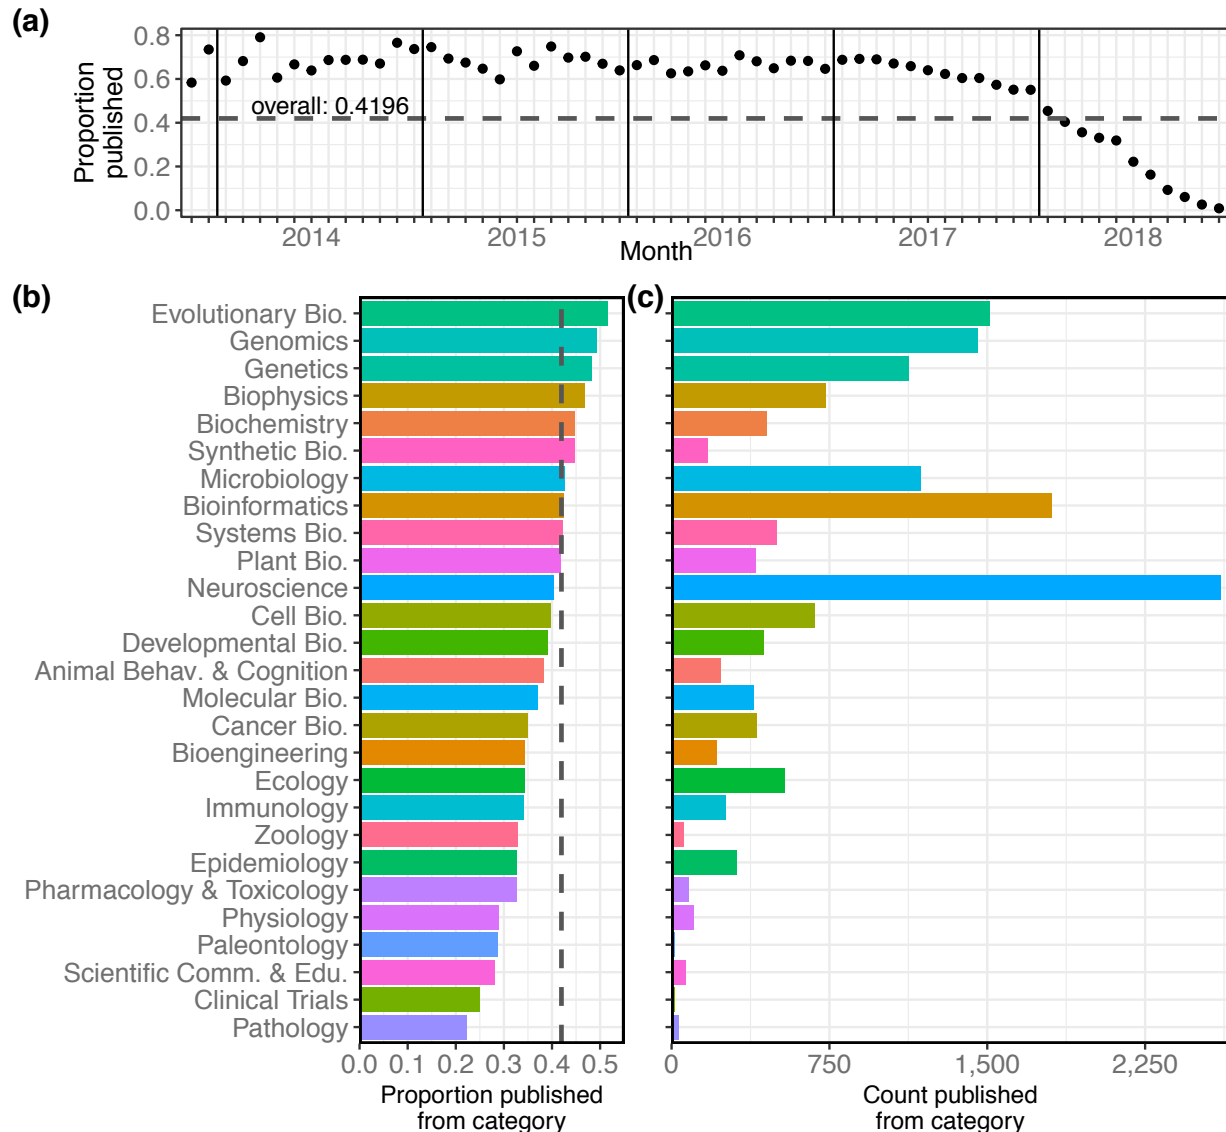 (a)
0.8
0.6
0.4
0.2
0.0
Proportion
published
overall: 0.4196
2014
2015
2016
2017
2018
Month
(b)
Evolutionary Bio.
Genomics
Genetics
Biophysics
Biochemistry
Synthetic Bio.
Microbiology
Bioinformatics
Systems Bio.
Plant Bio.
Neuroscience
Cell Bio.
Developmental Bio.
Animal Behav. & Cognition
Molecular Bio.
Cancer Bio.
Bioengineering
Ecology
Immunology
Zoology
Epidemiology
Pharmacology & Toxicology
Physiology
Paleontology
Scientific Comm. & Edu.
Clinical Trials
Pathology
0.0 0.1 0.2 0.3 0.4 0.5
Proportion published
from category
(c)
0 750 1,500 2,250
Count published
from category